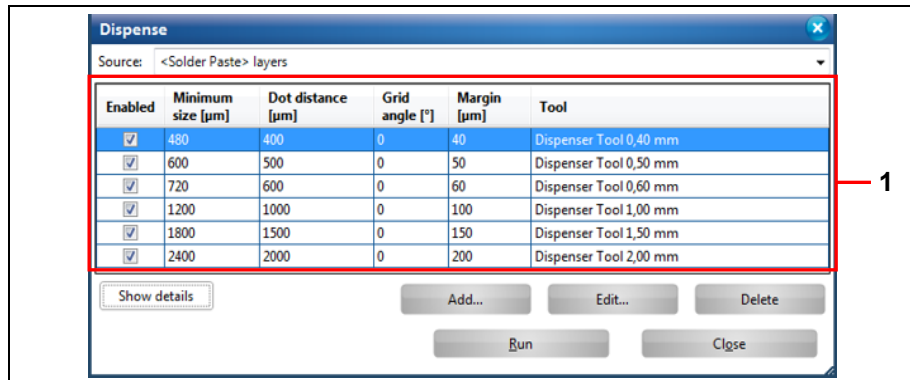 Dispense
Source: <Solder Paste> layers
Enabled Minimum size [µm] Dot distance [µm] Grid angle [°] Margin [µm] Tool
480 400 0 40 Dispenser Tool 0,40 mm
600 500 0 50 Dispenser Tool 0,50 mm
720 600 0 60 Dispenser Tool 0,60 mm
1200 1000 0 100 Dispenser Tool 1,00 mm
1800 1500 0 150 Dispenser Tool 1,50 mm
2400 2000 0 200 Dispenser Tool 2,00 mm
1
Show details Add... Edit... Delete
Run Close